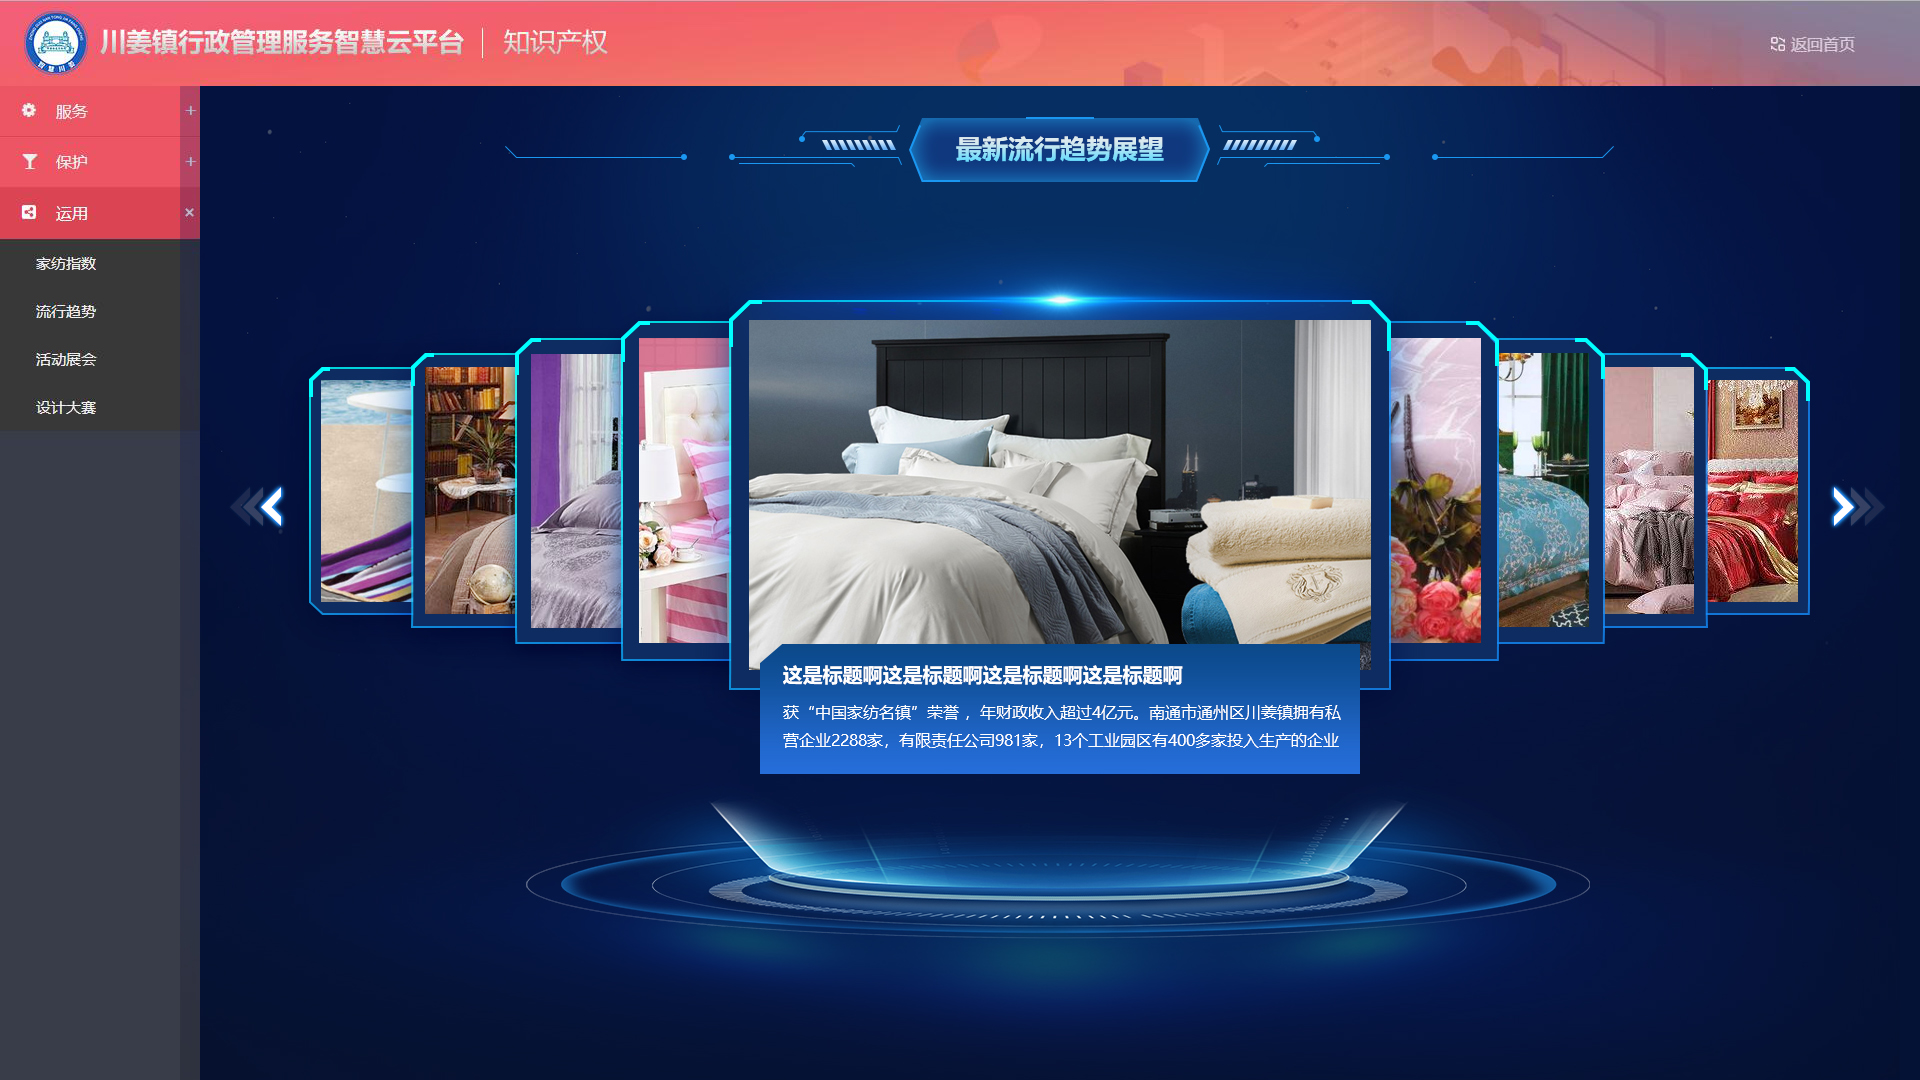 川姜镇行政管理服务智慧云平台
知识产权
返回首页
服务
保护
运用
家纺指数
流行趋势
活动展会
设计大赛
最新流行趋势展望
这是标题啊这是标题啊这是标题啊这是标题啊
获“中国家纺名镇”荣誉 ，年财政收入超过4亿元。南通市通州区川姜镇拥有私
营企业2288家，有限责任公司981家，13个工业园区有400多家投入生产的企业